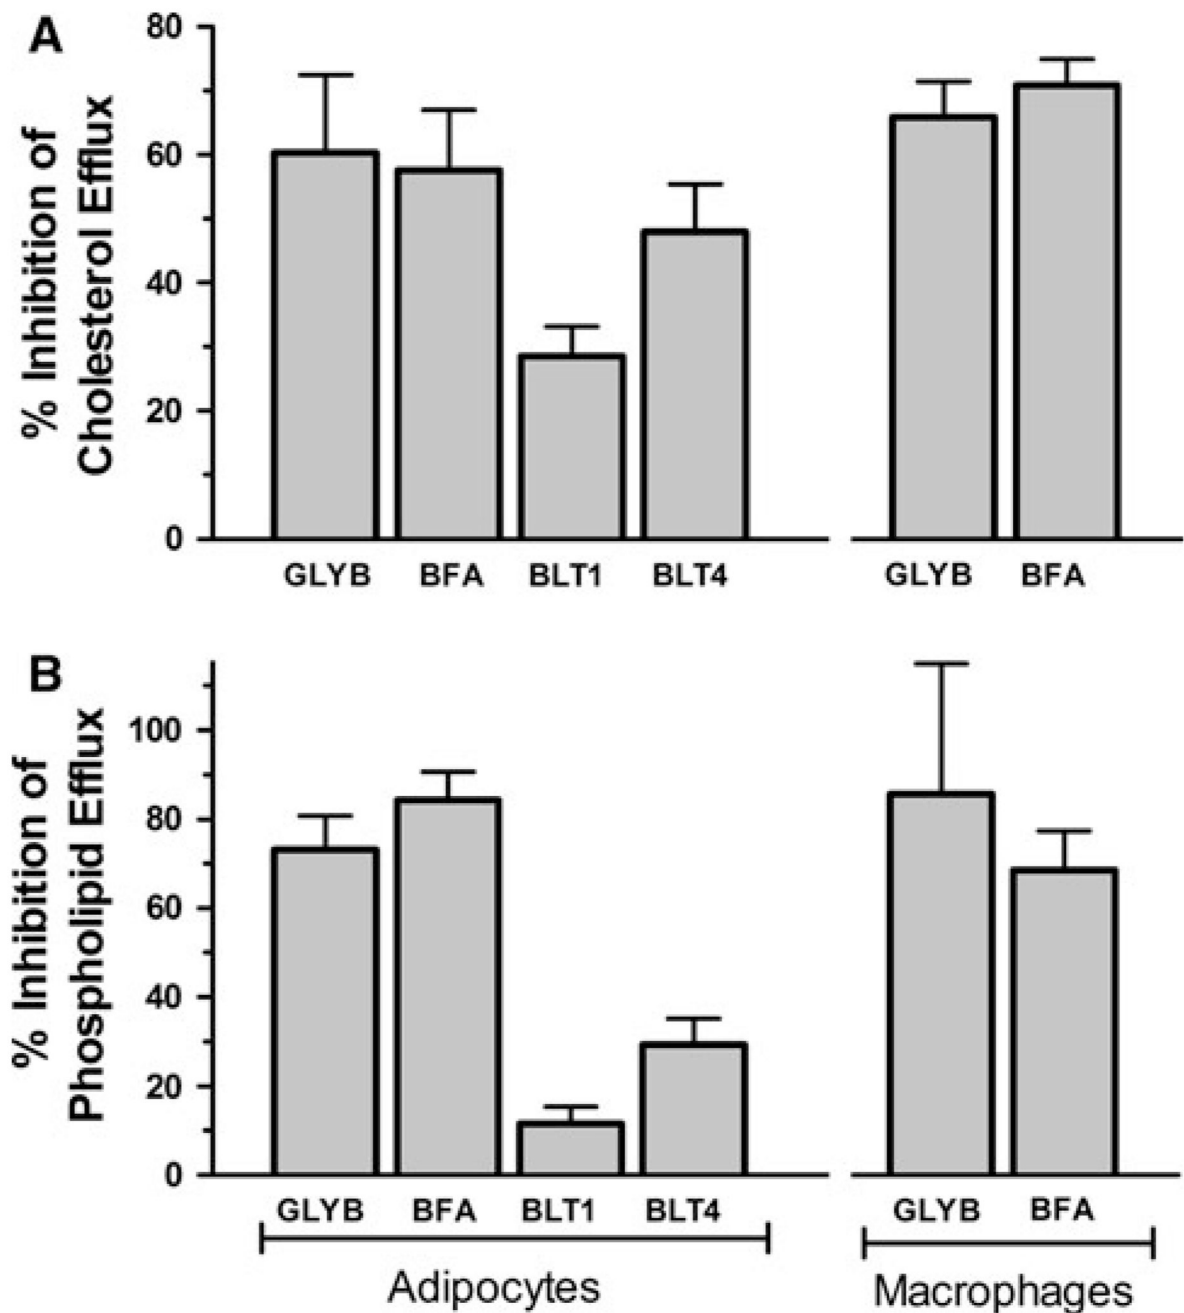 A
% Inhibition of
Cholesterol Efflux
80
60
40
20
0
GLYB BFA BLT1 BLT4 GLYB BFA
B
% Inhibition of
Phospholipid Efflux
100
80
60
40
20
0
GLYB BFA BLT1 BLT4 GLYB BFA
Adipocytes Macrophages